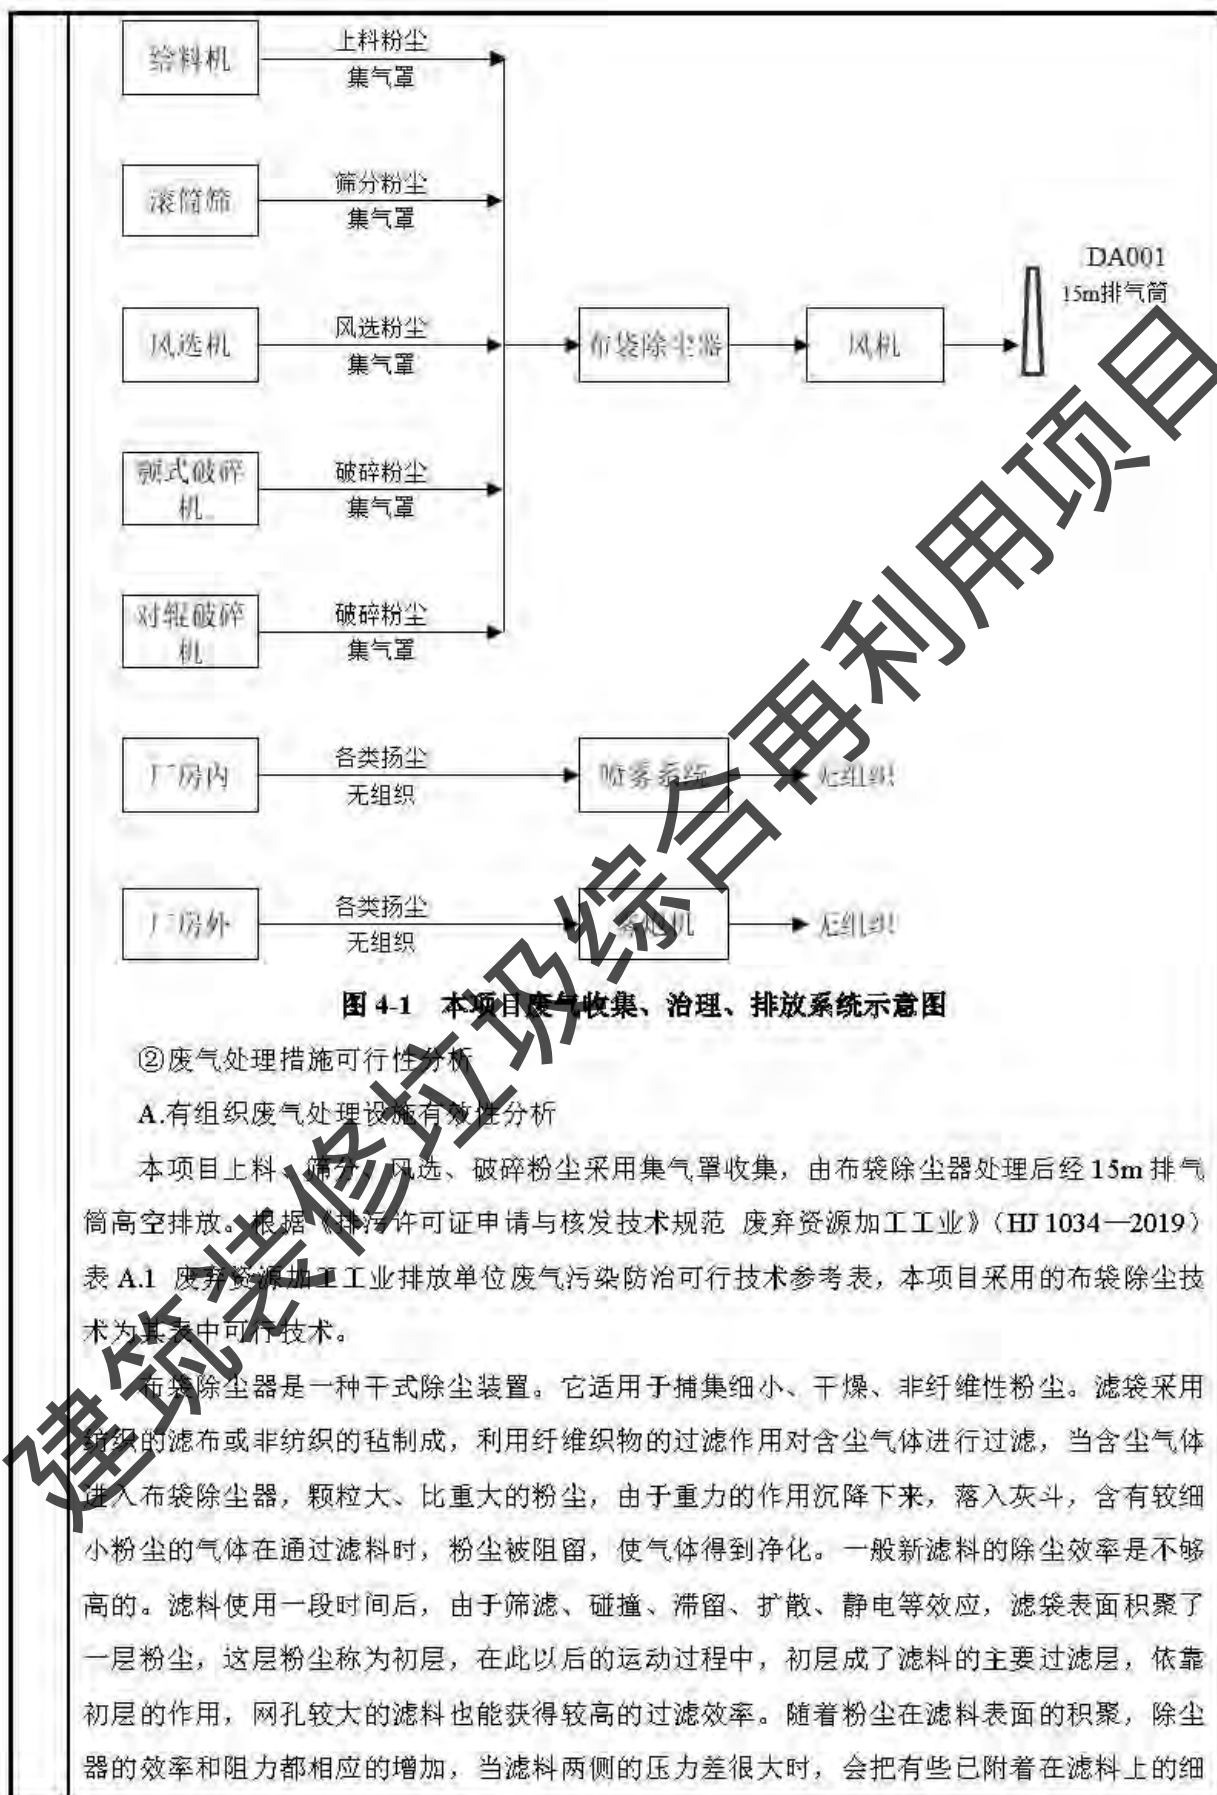 给料机
上料粉尘
集气罩
滚筒筛
筛分粉尘
集气罩
DA001
15m排气筒
风选机
风选粉尘
集气罩
布袋除尘器
风机
颚式破碎
机
破碎粉尘
集气罩
对辊破碎
机
破碎粉尘
集气罩
厂房内
各类扬尘
无组织
喷雾系统
无组织
厂房外
各类扬尘
无组织
雾炮机
无组织
图 4-1 本项目废气收集、治理、排放系统示意图
②废气处理措施可行性分析
A.有组织废气处理设施有效性分析
本项目上料、筛分、风选、破碎粉尘采用集气罩收集，由布袋除尘器处理后经 15m 排气
筒高空排放。根据《排污许可证申请与核发技术规范 废弃资源加工工业》（HJ 1034—2019）
表 A.1 废弃资源加工工业排放单位废气污染防治可行技术参考表，本项目采用的布袋除尘技
术为其表中可行技术。
布袋除尘器是一种干式除尘装置。它适用于捕集细小、干燥、非纤维性粉尘。滤袋采用
纺织的滤布或非纺织的毡制成，利用纤维织物的过滤作用对含尘气体进行过滤，当含尘气体
进入布袋除尘器，颗粒大、比重大的粉尘，由于重力的作用沉降下来，落入灰斗，含有较细
小粉尘的气体在通过滤料时，粉尘被阻留，使气体得到净化。一般新滤料的除尘效率是不够
高的。滤料使用一段时间后，由于筛滤、碰撞、滞留、扩散、静电等效应，滤袋表面积聚了
一层粉尘，这层粉尘称为初层，在此以后的运动过程中，初层成了滤料的主要过滤层，依靠
初层的作用，网孔较大的滤料也能获得较高的过滤效率。随着粉尘在滤料表面的积聚，除尘
器的效率和阻力都相应的增加，当滤料两侧的压力差很大时，会把有些已附着在滤料上的细
建筑装修垃圾综合再利用项目